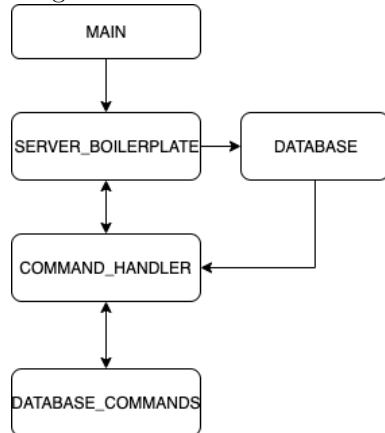 MAIN
SERVER_BOILERPLATE
DATABASE
COMMAND_HANDLER
DATABASE_COMMANDS